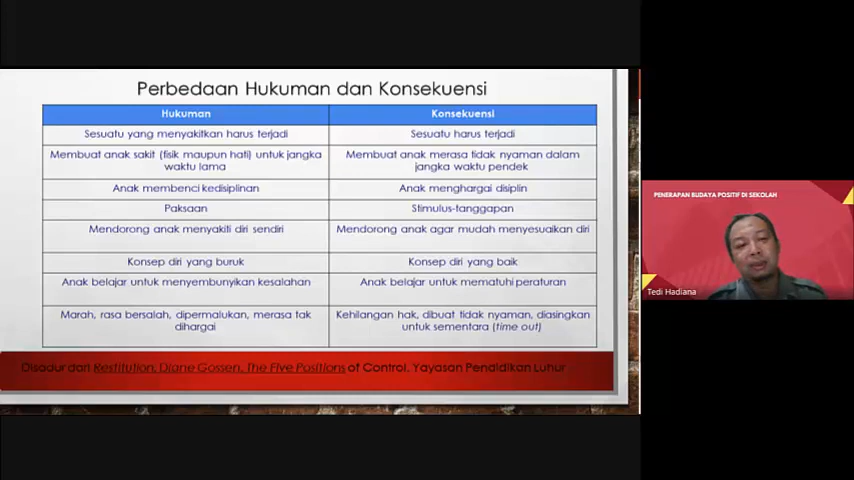 Perbedaan Hukuman dan Konsekuensi
Hukuman
Konsekuensi
Sesuatu yang menyakitkan harus terjadi
Sesuatu harus terjadi
Membuat anak sakit (fisik maupun hati) untuk jangka
waktu lama
Membuat anak merasa tidak nyaman dalam
jangka waktu pendek
Anak membenci kedisiplinan
Anak menghargai disiplin
Paksaan
Stimulus-tanggapan
Mendorong anak menyakiti diri sendiri
Mendorong anak agar mudah menyesuaikan diri
Konsep diri yang buruk
Konsep diri yang baik
Anak belajar untuk menyembunyikan kesalahan
Anak belajar untuk mematuhi peraturan
Marah, rasa bersalah, dipermalukan, merasa tak
dihargai
Kehilangan hak, dibuat tidak nyaman, diasingkan
untuk sementara (time out)
Disadur dari Restitution, Diane Gossen, The Five Positions of Control, Yayasan Pendidikan Luhur
PENERAPAN BUDAYA POSITIF DI SEKOLAH
Tedi Hadiana